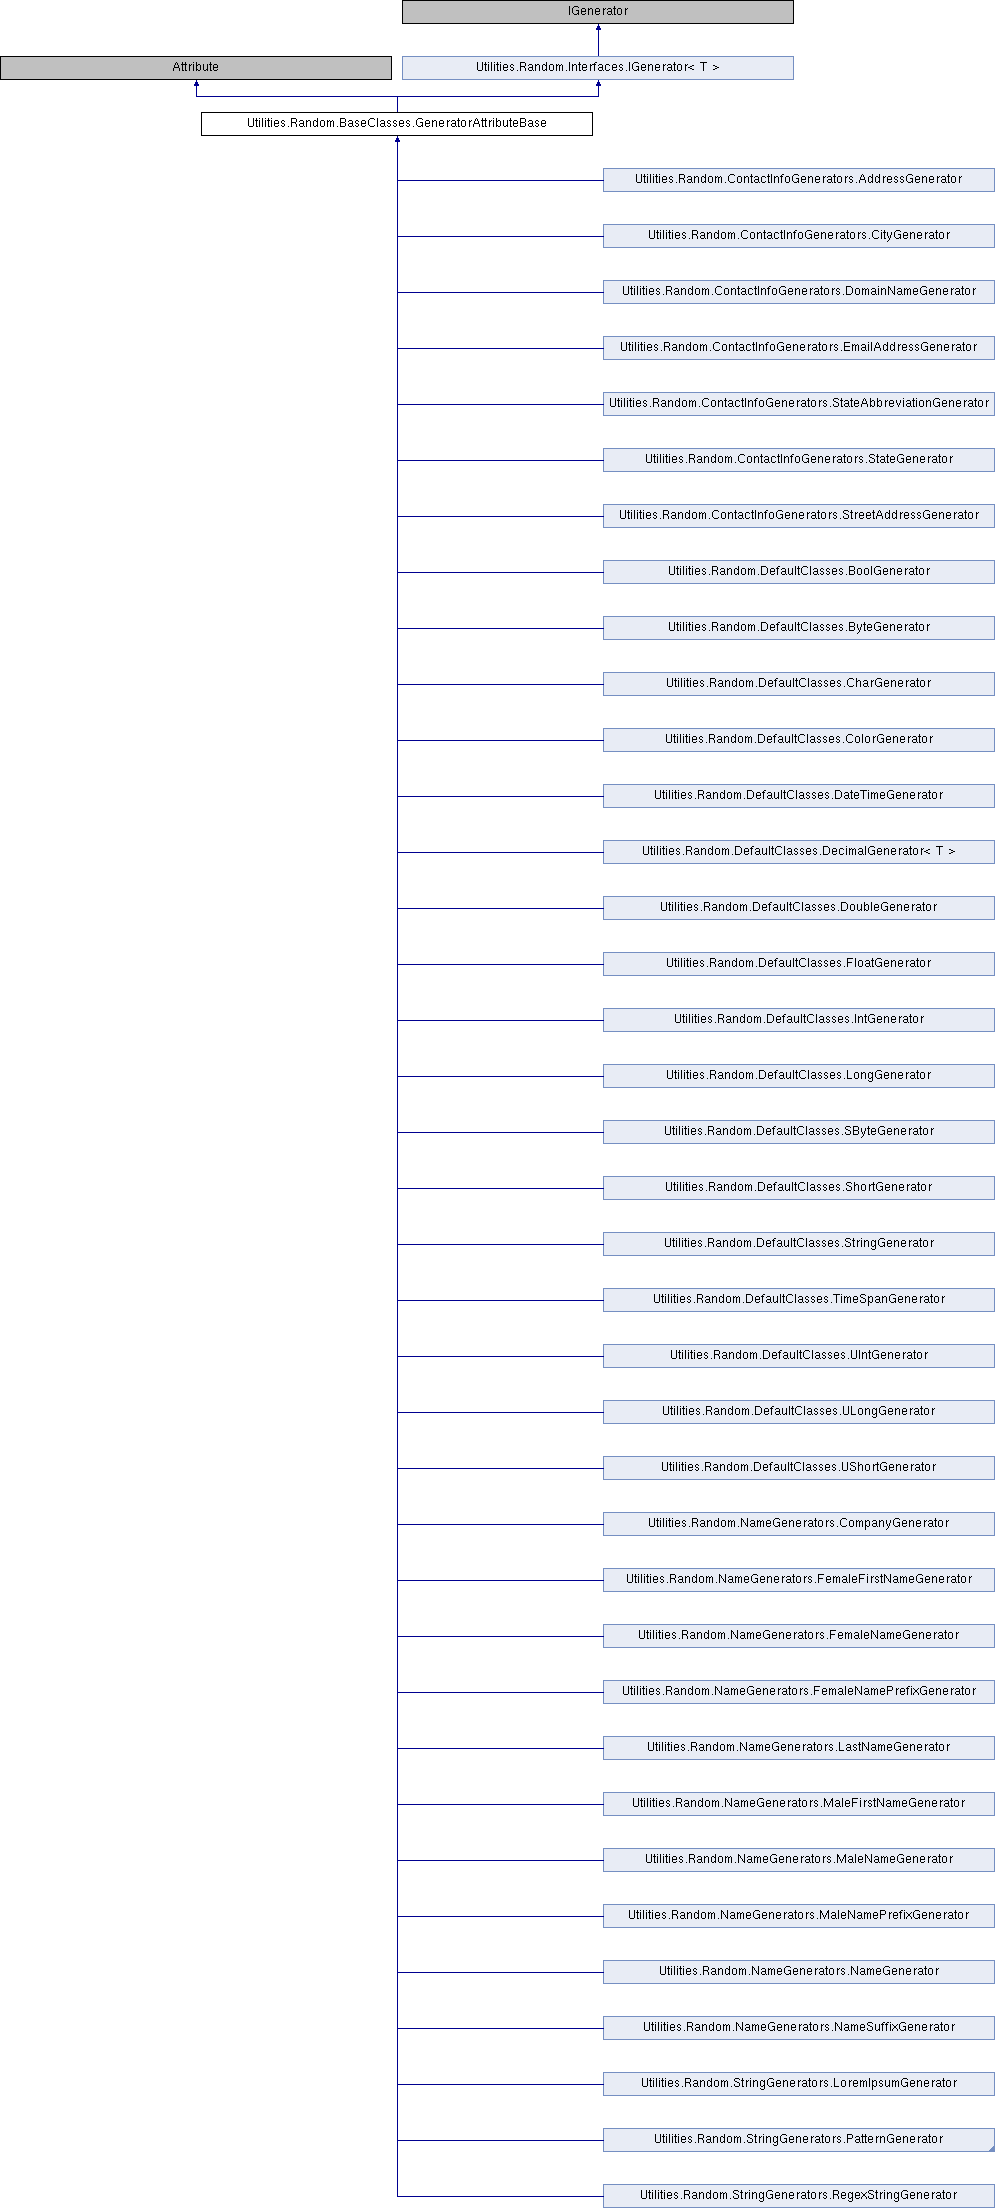 IGenerator
Attribute
Utilities.Random.Interfaces.IGenerator< T >
Utilities.Random.BaseClasses.GeneratorAttributeBase
Utilities.Random.ContactInfoGenerators.AddressGenerator
Utilities.Random.ContactInfoGenerators.CityGenerator
Utilities.Random.ContactInfoGenerators.DomainNameGenerator
Utilities.Random.ContactInfoGenerators.EmailAddressGenerator
Utilities.Random.ContactInfoGenerators.StateAbbreviationGenerator
Utilities.Random.ContactInfoGenerators.StateGenerator
Utilities.Random.ContactInfoGenerators.StreetAddressGenerator
Utilities.Random.DefaultClasses.BoolGenerator
Utilities.Random.DefaultClasses.ByteGenerator
Utilities.Random.DefaultClasses.CharGenerator
Utilities.Random.DefaultClasses.ColorGenerator
Utilities.Random.DefaultClasses.DateTimeGenerator
Utilities.Random.DefaultClasses.DecimalGenerator< T >
Utilities.Random.DefaultClasses.DoubleGenerator
Utilities.Random.DefaultClasses.FloatGenerator
Utilities.Random.DefaultClasses.IntGenerator
Utilities.Random.DefaultClasses.LongGenerator
Utilities.Random.DefaultClasses.SByteGenerator
Utilities.Random.DefaultClasses.ShortGenerator
Utilities.Random.DefaultClasses.StringGenerator
Utilities.Random.DefaultClasses.TimeSpanGenerator
Utilities.Random.DefaultClasses.UIntGenerator
Utilities.Random.DefaultClasses.ULongGenerator
Utilities.Random.DefaultClasses.UShortGenerator
Utilities.Random.NameGenerators.CompanyGenerator
Utilities.Random.NameGenerators.FemaleFirstNameGenerator
Utilities.Random.NameGenerators.FemaleNameGenerator
Utilities.Random.NameGenerators.FemaleNamePrefixGenerator
Utilities.Random.NameGenerators.LastNameGenerator
Utilities.Random.NameGenerators.MaleFirstNameGenerator
Utilities.Random.NameGenerators.MaleNameGenerator
Utilities.Random.NameGenerators.MaleNamePrefixGenerator
Utilities.Random.NameGenerators.NameGenerator
Utilities.Random.NameGenerators.NameSuffixGenerator
Utilities.Random.StringGenerators.LoremIpsumGenerator
Utilities.Random.StringGenerators.PatternGenerator
Utilities.Random.StringGenerators.RegexStringGenerator